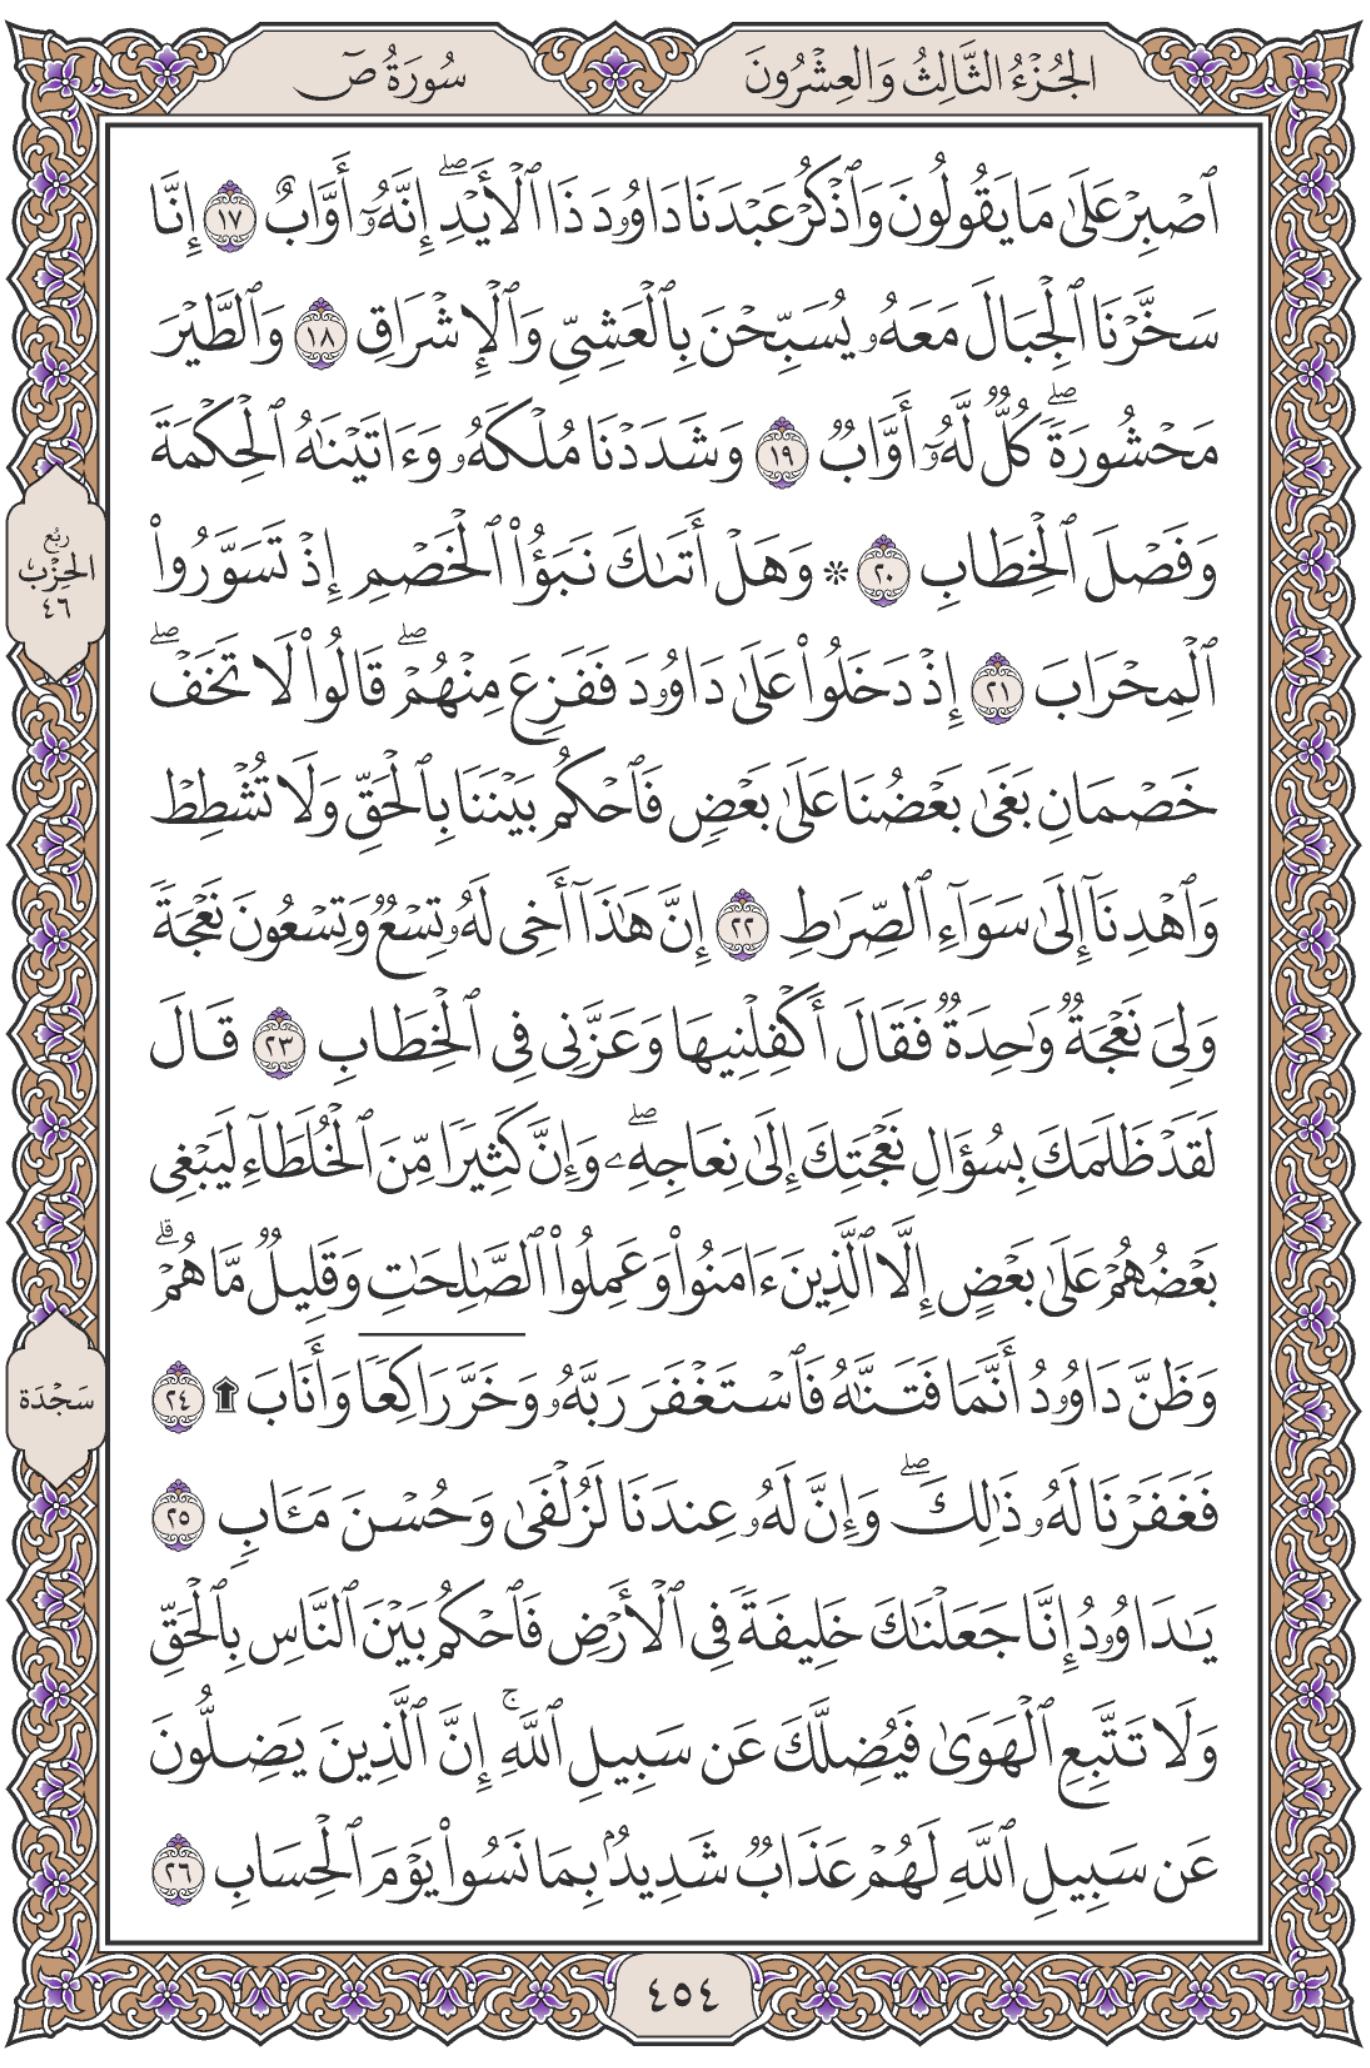 الجُزْءُ الثَّالِثُ وَالعِشْرُونَ
سُورَةُ صٓ
ٱصْبِرْ عَلَىٰ مَا يَقُولُونَ وَٱذْكُرْ عَبْدَنَا دَاوُۥدَ ذَا ٱلْأَيْدِۖ إِنَّهُۥٓ أَوَّابٌ ١٧ إِنَّا
سَخَّرْنَا ٱلْجِبَالَ مَعَهُۥ يُسَبِّحْنَ بِٱلْعَشِىِّ وَٱلْإِشْرَاقِ ١٨ وَٱلطَّيْرَ
مَحْشُورَةًۖ كُلٌّ لَّهُۥٓ أَوَّابٌ ١٩ وَشَدَدْنَا مُلْكَهُۥ وَءَاتَيْنَٰهُ ٱلْحِكْمَةَ
وَفَصْلَ ٱلْخِطَابِ ٢٠ ۞ وَهَلْ أَتَىٰكَ نَبَؤُا۟ ٱلْخَصْمِ إِذْ تَسَوَّرُوا۟
ٱلْمِحْرَابَ ٢١ إِذْ دَخَلُوا۟ عَلَىٰ دَاوُۥدَ فَفَزِعَ مِنْهُمْۖ قَالُوا۟ لَا تَخَفْۖ
خَصْمَانِ بَغَىٰ بَعْضُنَا عَلَىٰ بَعْضٍ فَٱحْكُم بَيْنَنَا بِٱلْحَقِّ وَلَا تُشْطِطْ
وَٱهْدِنَآ إِلَىٰ سَوَآءِ ٱلصِّرَٰطِ ٢٢ إِنَّ هَٰذَآ أَخِى لَهُۥ تِسْعٌ وَتِسْعُونَ نَعْجَةً
وَلِىَ نَعْجَةٌ وَٰحِدَةٌ فَقَالَ أَكْفِلْنِيهَا وَعَزَّنِى فِى ٱلْخِطَابِ ٢٣ قَالَ
لَقَدْ ظَلَمَكَ بِسُؤَالِ نَعْجَتِكَ إِلَىٰ نِعَاجِهِۦۖ وَإِنَّ كَثِيرًا مِّنَ ٱلْخُلَطَآءِ لَيَبْغِى
بَعْضُهُمْ عَلَىٰ بَعْضٍ إِلَّا ٱلَّذِينَ ءَامَنُوا۟ وَعَمِلُوا۟ ٱلصَّٰلِحَٰتِ وَقَلِيلٌ مَّا هُمْۗ
وَظَنَّ دَاوُۥدُ أَنَّمَا فَتَنَّٰهُ فَٱسْتَغْفَرَ رَبَّهُۥ وَخَرَّ رَاكِعًا وَأَنَابَ ۩ ٢٤
فَغَفَرْنَا لَهُۥ ذَٰلِكَۖ وَإِنَّ لَهُۥ عِندَنَا لَزُلْفَىٰ وَحُسْنَ مَـَٔابٍ ٢٥
يَٰدَاوُۥدُ إِنَّا جَعَلْنَٰكَ خَلِيفَةً فِى ٱلْأَرْضِ فَٱحْكُم بَيْنَ ٱلنَّاسِ بِٱلْحَقِّ
وَلَا تَتَّبِعِ ٱلْهَوَىٰ فَيُضِلَّكَ عَن سَبِيلِ ٱللَّهِۚ إِنَّ ٱلَّذِينَ يَضِلُّونَ
عَن سَبِيلِ ٱللَّهِ لَهُمْ عَذَابٌ شَدِيدٌۢ بِمَا نَسُوا۟ يَوْمَ ٱلْحِسَابِ ٢٦
رُبُع
الحِزْب
٤٦
سَجْدَة
٤٥٤